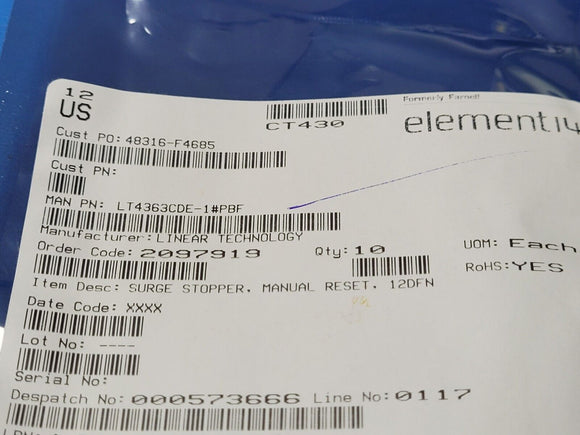 12
US
CT430
Formerly Farnell
element14
Cust PO: 48316-F4685
Cust PN:
MAN PN: LT4363CDE-1#PBF
Manufacturer: LINEAR TECHNOLOGY
Order Code: 2097919 Qty: 10 UOM: Each
RoHS: YES
Item Desc: SURGE STOPPER, MANUAL RESET, 12DFN
Date Code: XXXX
Lot No: ----
Serial No:
Despatch No: 000573666 Line No: 0117